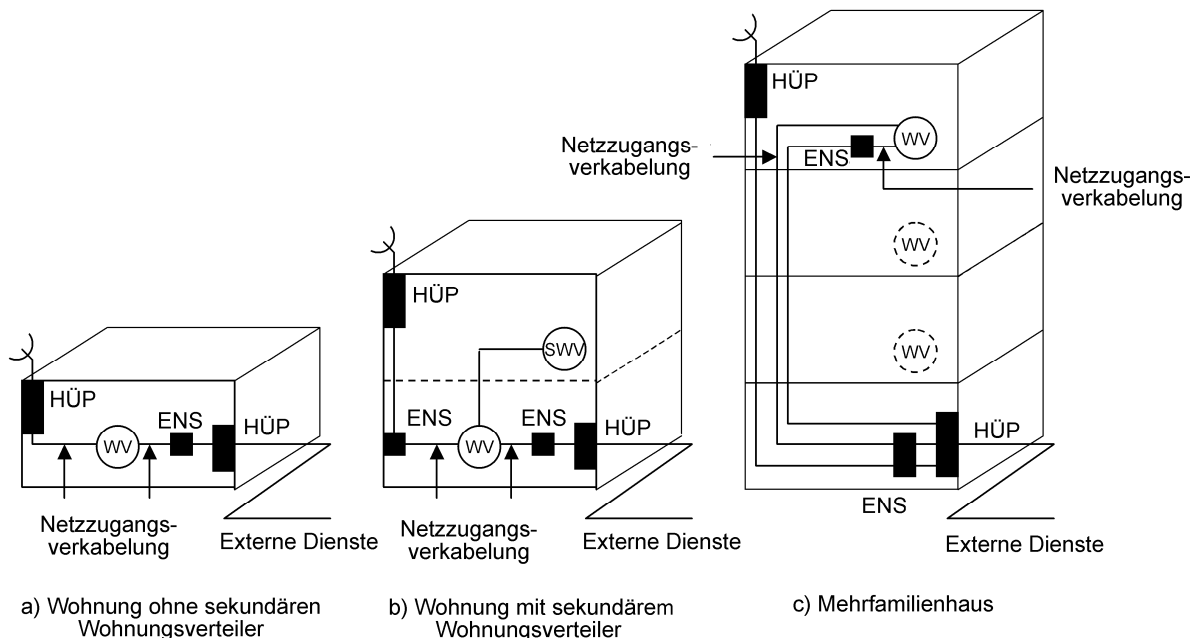 HÜP
ENS
HÜP
WV
Netzzugangs-
verkabelung
Externe Dienste
a) Wohnung ohne sekundären
Wohnungsverteiler
HÜP
SWV
ENS
ENS
HÜP
WV
Netzzugangs-
verkabelung
Externe Dienste
b) Wohnung mit sekundärem
Wohnungsverteiler
HÜP
Netzzugangs-
verkabelung
WV
ENS
Netzzugangs-
verkabelung
WV
WV
HÜP
ENS
Externe Dienste
c) Mehrfamilienhaus